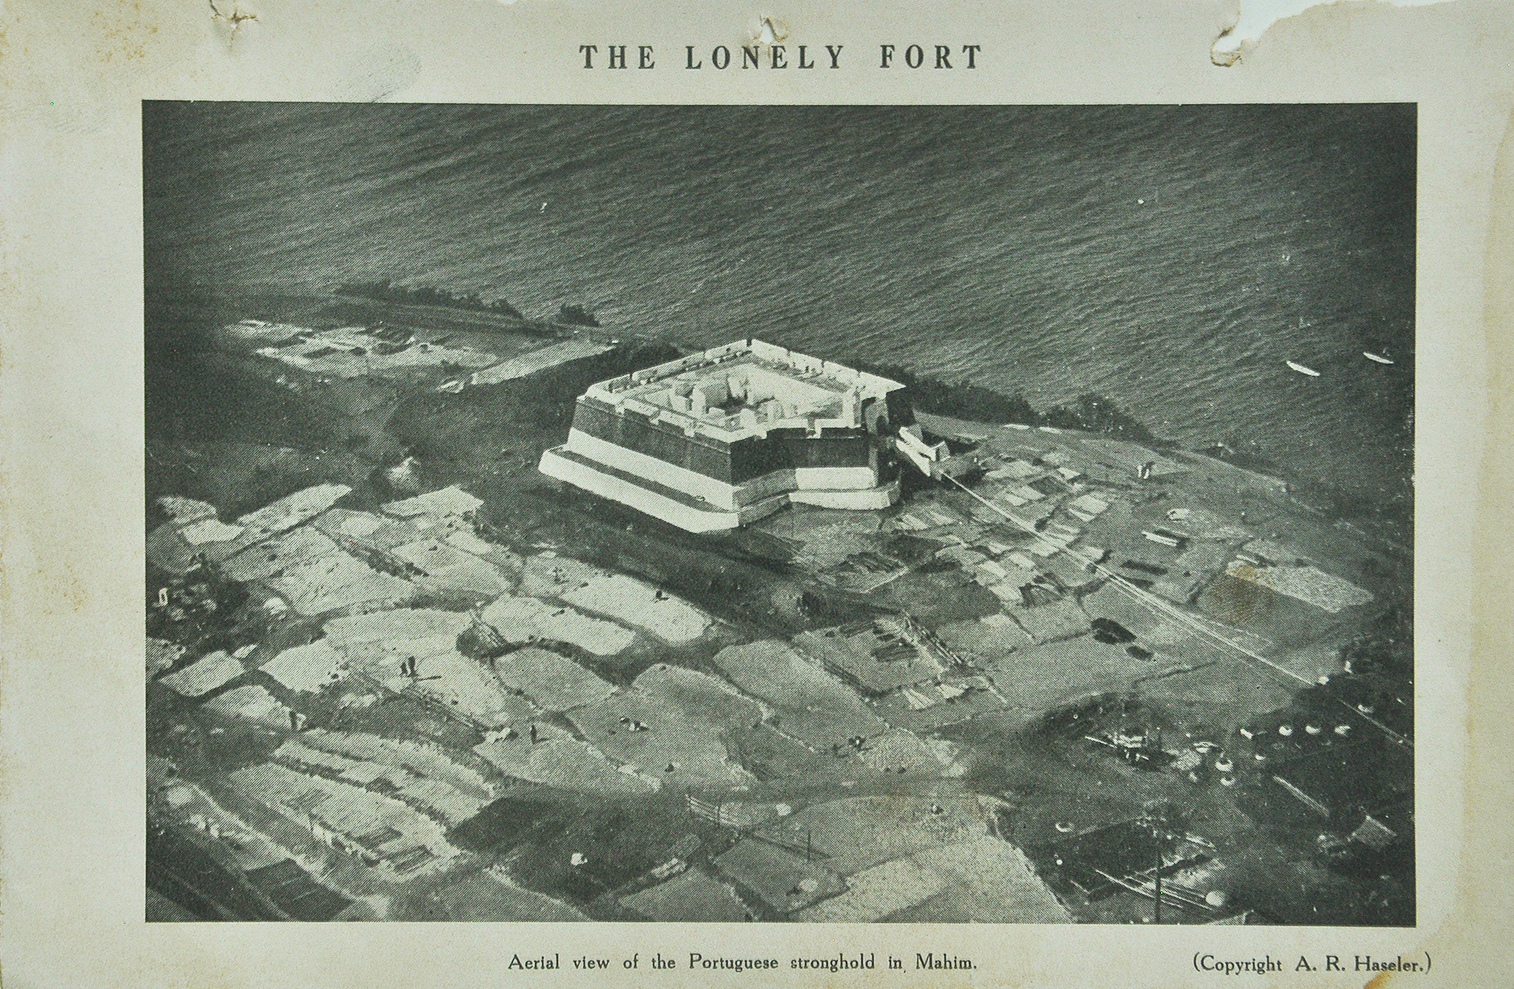 THE LONELY FORT
Aerial view of the Portuguese stronghold in Mahim.
(Copyright A. R. Haseler.)